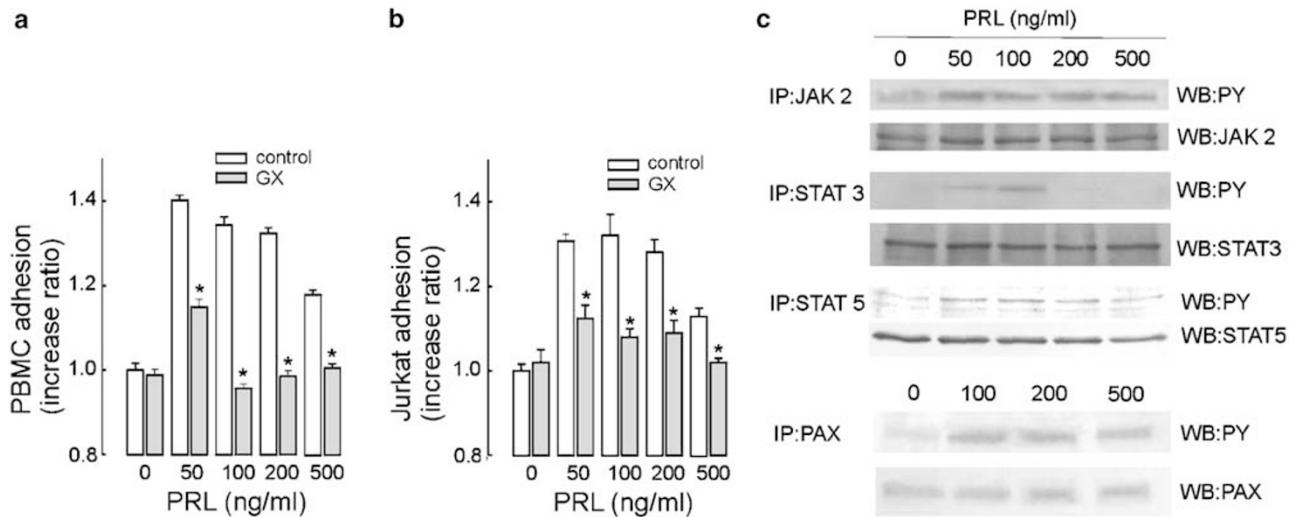 a
control
GX
PBMC adhesion
(increase ratio)
1.4
1.2
1.0
0.8
*
*
*
*
0
50
100
200
500
PRL (ng/ml)
b
control
GX
Jurkat adhesion
(increase ratio)
1.4
1.2
1.0
0.8
*
*
*
*
0
50
100
200
500
PRL (ng/ml)
c
PRL (ng/ml)
0 50 100 200 500
IP:JAK 2 WB:PY
WB:JAK 2
IP:STAT 3 WB:PY
WB:STAT3
IP:STAT 5 WB:PY
WB:STAT5
0 100 200 500
IP:PAX WB:PY
WB:PAX